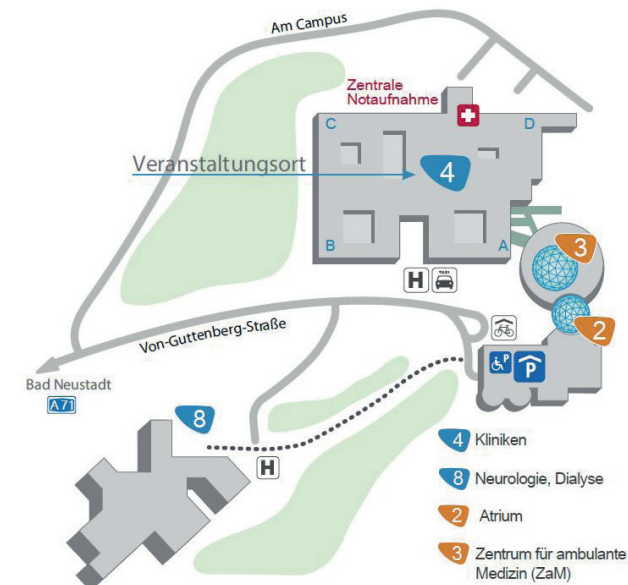 Am Campus
Zentrale
Notaufnahme
C
D
Veranstaltungsort
4
B
A
3
H
TAXI
Von-Guttenberg-Straße
2
P
P
Bad Neustadt
A71
8
H
4 Kliniken
8 Neurologie, Dialyse
2 Atrium
3 Zentrum für ambulante
Medizin (ZaM)